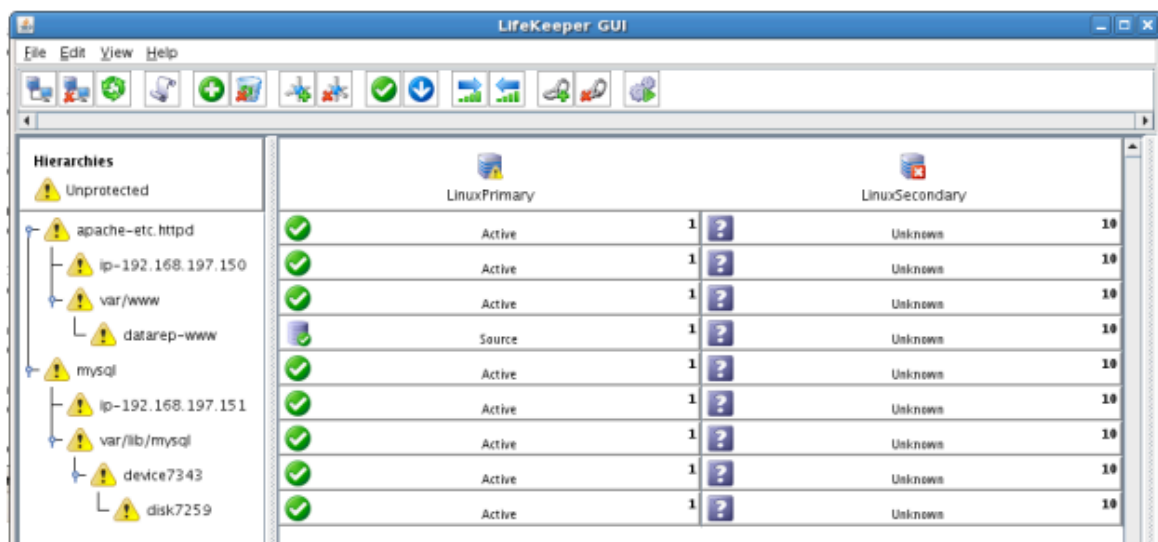 LifeKeeper GUI
File Edit View Help
Hierarchies
Unprotected
LinuxPrimary LinuxSecondary
apache-etc.httpd Active 1 Unknown 10
ip-192.168.197.150 Active 1 Unknown 10
var/www Active 1 Unknown 10
datarep-www Source 1 Unknown 10
mysql Active 1 Unknown 10
ip-192.168.197.151 Active 1 Unknown 10
var/lib/mysql Active 1 Unknown 10
device7343 Active 1 Unknown 10
disk7259 Active 1 Unknown 10